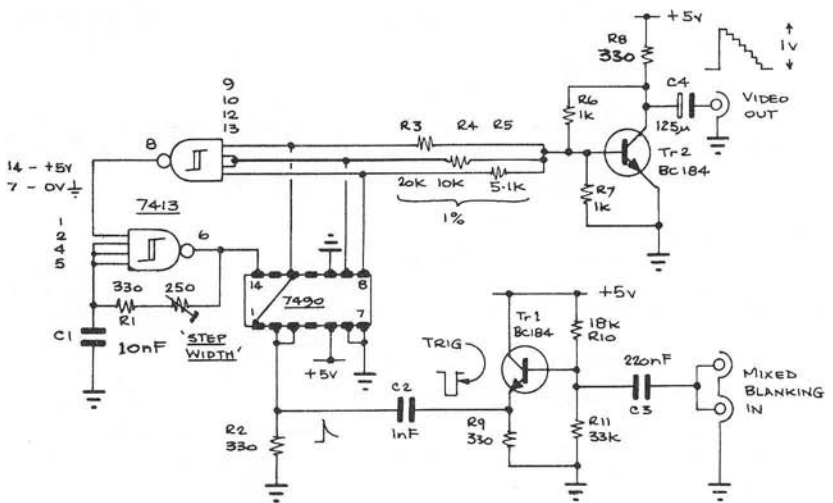 +5v
R8
330
1v
C4
VIDEO
OUT
125µ
R6
1k
Tr2
BC184
R7
1k
9
10
12
13
8
R3 R4 R5
20k 10k 5·1k
1%
14 - +5v
7 - 0v
7413
1
2
4
5
6
330
R1
250
'STEP
WIDTH'
C1
10nF
14
8
7490
1
7
+5v
R2
330
C2
1nF
TRIG
Tr1
BC184
+5v
18k
R10
R9
330
R11
33k
220nF
C3
MIXED
BLANKING
IN